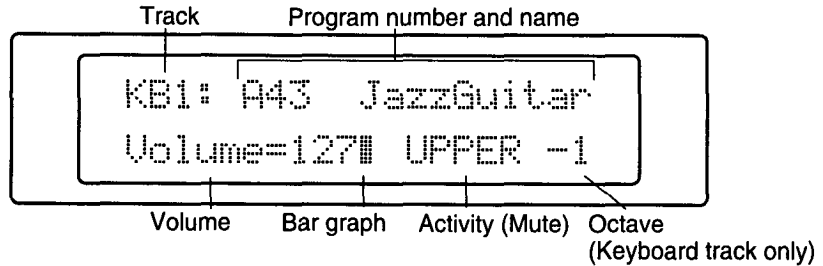 Track Program number and name
KB1: A43 JazzGuitar
Volume=127 UPPER -1
Volume Bar graph Activity (Mute) Octave
(Keyboard track only)